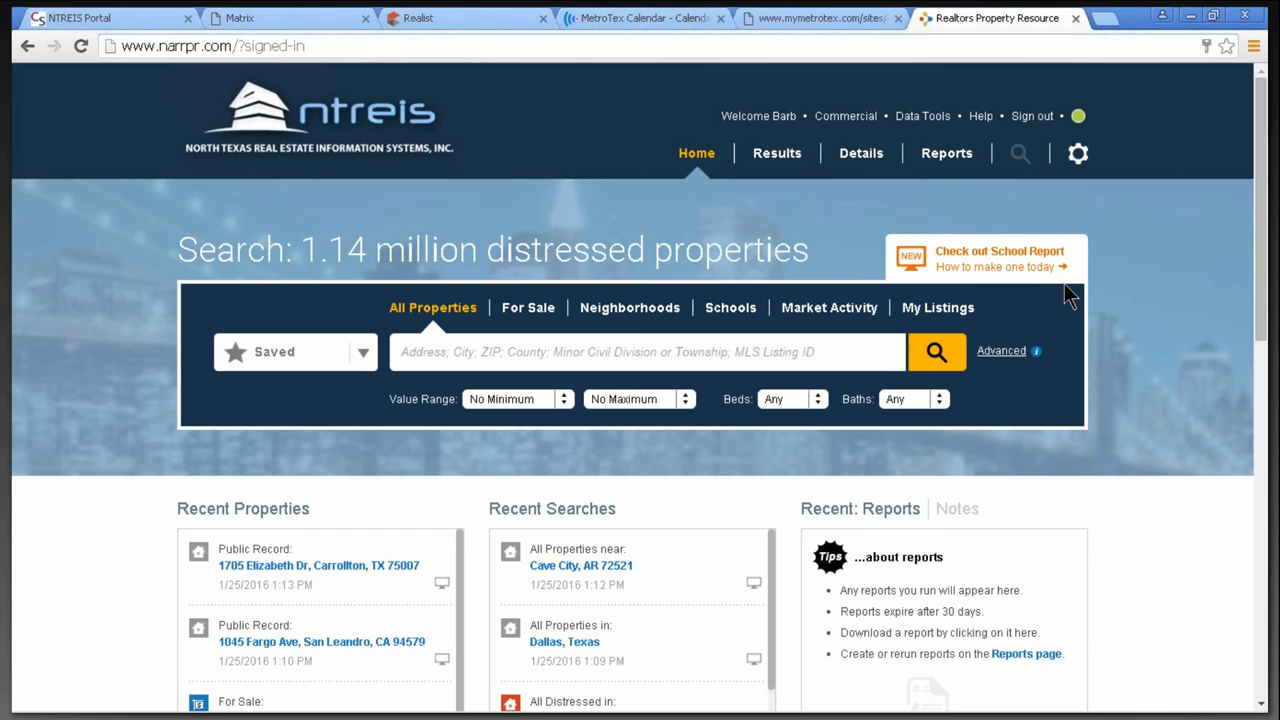 NTREIS Portal
Matrix
Realist
MetroTex Calendar - Calenda
www.mymetrotex.com/sites/
Realtors Property Resource
www.narrpr.com/?signed-in
ntreis
NORTH TEXAS REAL ESTATE INFORMATION SYSTEMS, INC.
Welcome Barb • Commercial • Data Tools • Help • Sign out •
Home Results Details Reports
Search: 1.14 million distressed properties
NEW
Check out School Report
How to make one today
All Properties For Sale Neighborhoods Schools Market Activity My Listings
Saved
Address; City; ZIP; County; Minor Civil Division or Township; MLS Listing ID
Advanced i
Value Range: No Minimum No Maximum Beds: Any Baths: Any
Recent Properties
Public Record:
1705 Elizabeth Dr, Carrollton, TX 75007
1/25/2016 1:13 PM
Public Record:
1045 Fargo Ave, San Leandro, CA 94579
1/25/2016 1:10 PM
For Sale:
Recent Searches
All Properties near:
Cave City, AR 72521
1/25/2016 1:12 PM
All Properties in:
Dallas, Texas
1/25/2016 1:09 PM
All Distressed in:
Recent: Reports Notes
Tips ...about reports
• Any reports you run will appear here.
• Reports expire after 30 days.
• Download a report by clicking on it here.
• Create or rerun reports on the Reports page.